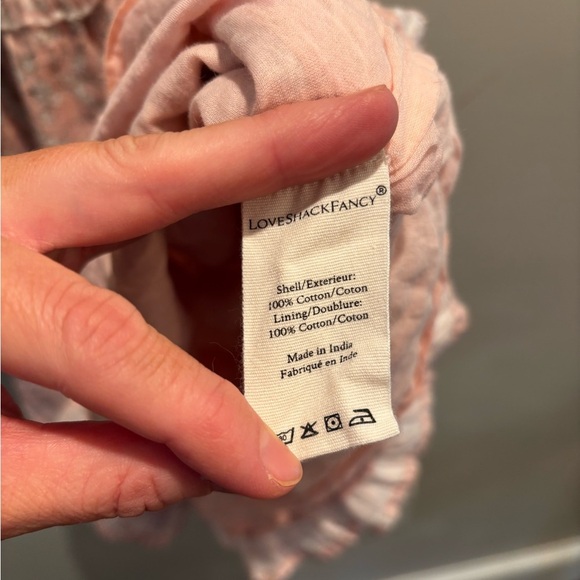 LoveShackFancy®
Shell/Exterieur:
100% Cotton/Coton
Lining/Doublure:
100% Cotton/Coton
Made in India
Fabriqué en Inde